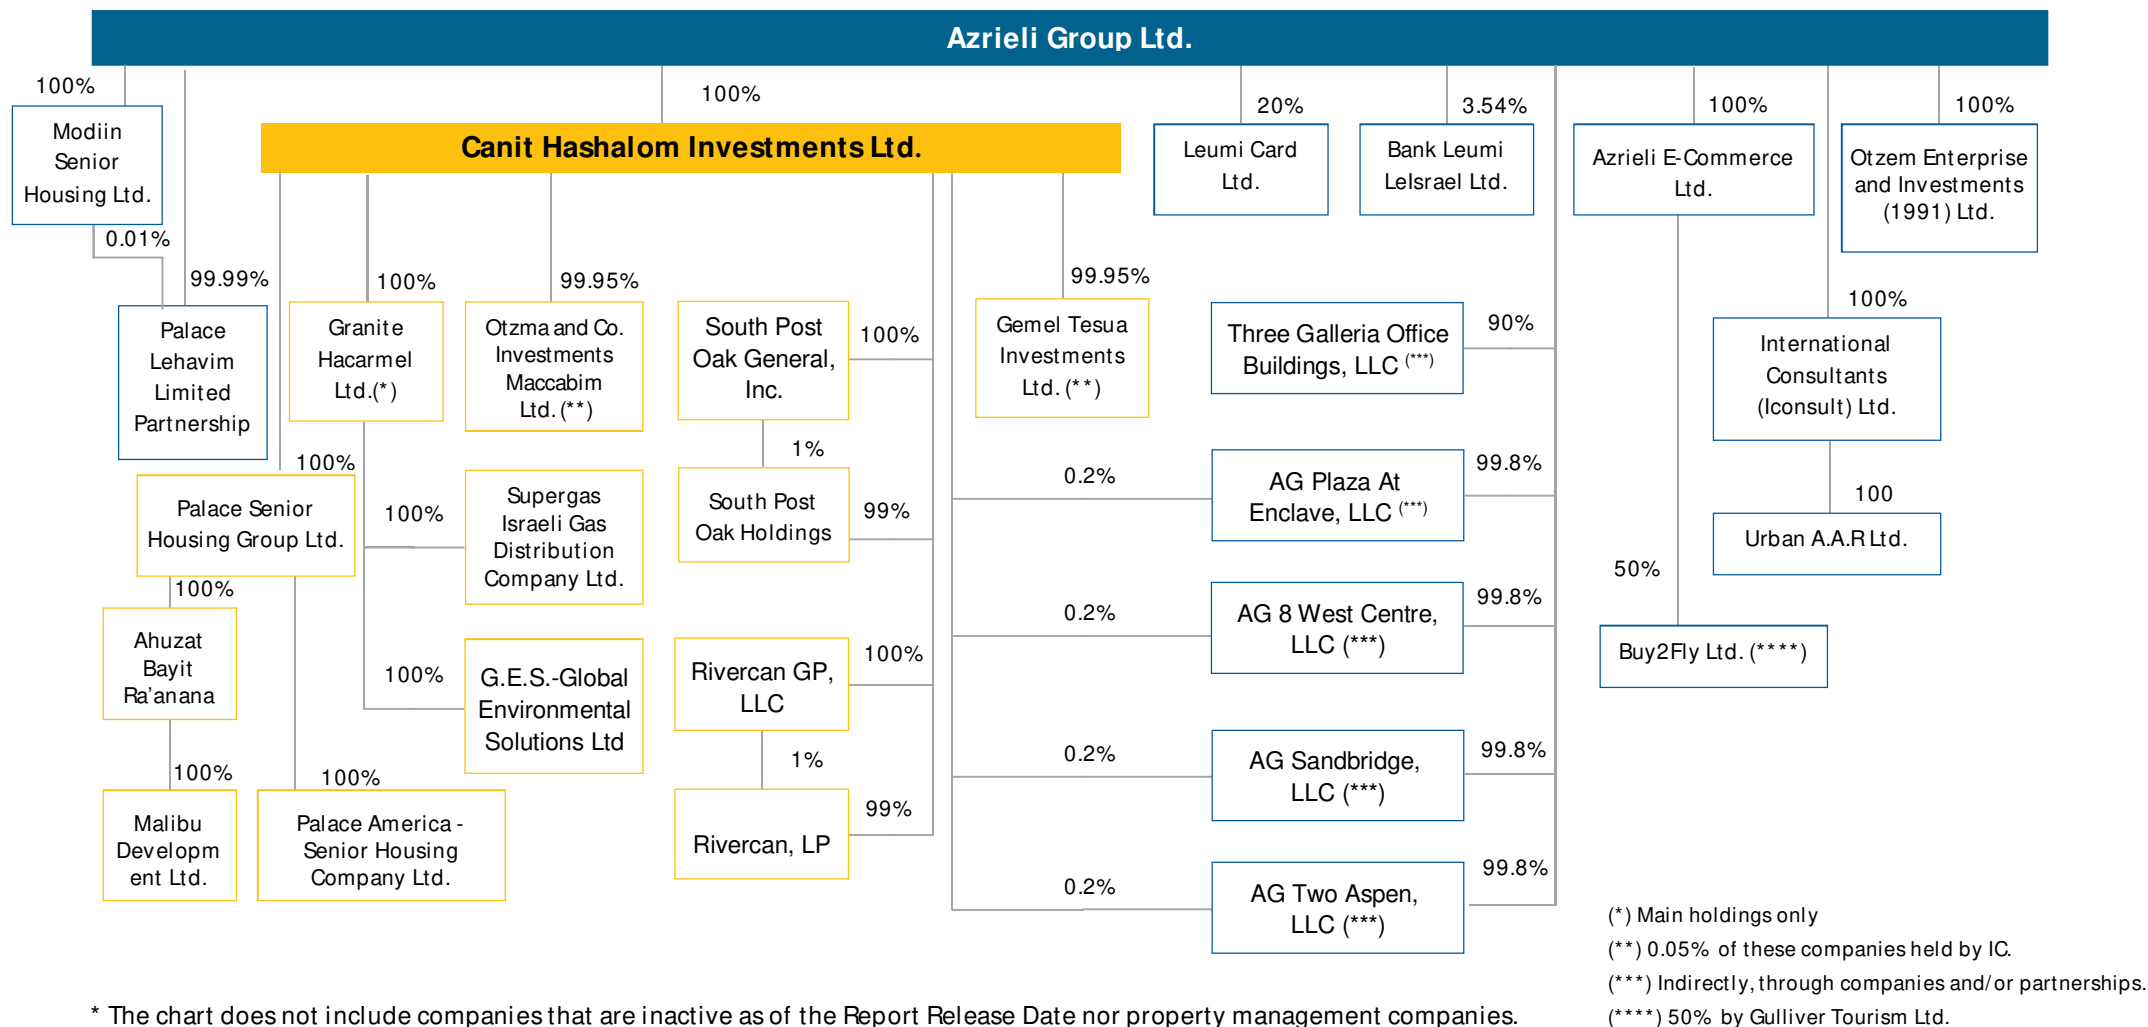 Azrieli Group Ltd.
100%
100%
20%
3.54%
100%
100%
Modiin
Senior
Housing Ltd.
Canit Hashalom Investments Ltd.
Leumi Card
Ltd.
Bank Leumi
LeIsrael Ltd.
Azrieli E-Commerce
Ltd.
Otzem Enterprise
and Investments
(1991) Ltd.
0.01%
99.99%
100%
99.95%
99.95%
100%
Palace
Lehavim
Limited
Partnership
Granite
Hacarmel
Ltd.(*)
Otzma and Co.
Investments
Maccabim
Ltd. (**)
South Post
Oak General,
Inc.
100%
Gemel Tesua
Investments
Ltd. (**)
Three Galleria Office
Buildings, LLC (***)
90%
International
Consultants
(Iconsult) Ltd.
100%
1%
0.2%
99.8%
100
Palace Senior
Housing Group Ltd.
100%
Supergas
Israeli Gas
Distribution
Company Ltd.
South Post
Oak Holdings
99%
AG Plaza At
Enclave, LLC (***)
Urban A.A.R Ltd.
100%
0.2%
AG 8 West Centre,
LLC (***)
99.8%
50%
Ahuzat
Bayit
Ra'anana
100%
G.E.S.-Global
Environmental
Solutions Ltd
Rivercan GP,
LLC
100%
Buy2Fly Ltd. (****)
100%
100%
1%
0.2%
AG Sandbridge,
LLC (***)
99.8%
Malibu
Developm
ent Ltd.
Palace America -
Senior Housing
Company Ltd.
Rivercan, LP
99%
0.2%
AG Two Aspen,
LLC (***)
99.8%
(*) Main holdings only
(**) 0.05% of these companies held by IC.
(***) Indirectly, through companies and/or partnerships.
(****) 50% by Gulliver Tourism Ltd.
* The chart does not include companies that are inactive as of the Report Release Date nor property management companies.